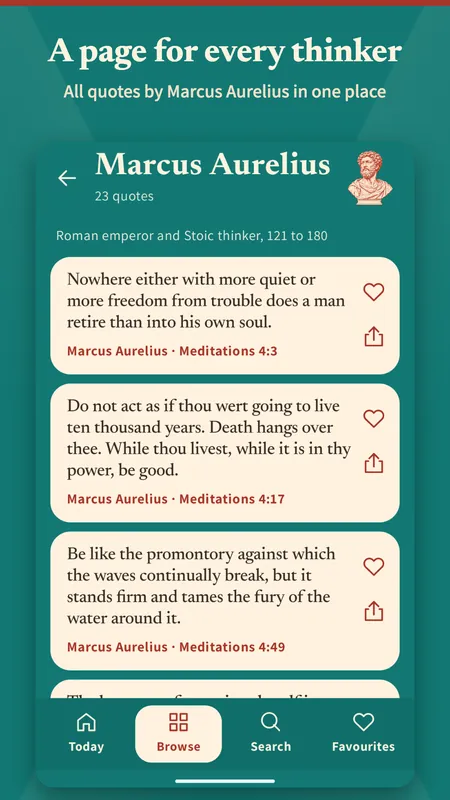 A page for every thinker
All quotes by Marcus Aurelius in one place
Marcus Aurelius
23 quotes
Roman emperor and Stoic thinker, 121 to 180
Nowhere either with more quiet or
more freedom from trouble does a man
retire than into his own soul.
Marcus Aurelius · Meditations 4:3
Do not act as if thou wert going to live
ten thousand years. Death hangs over
thee. While thou livest, while it is in thy
power, be good.
Marcus Aurelius · Meditations 4:17
Be like the promontory against which
the waves continually break, but it
stands firm and tames the fury of the
water around it.
Marcus Aurelius · Meditations 4:49
Today
Browse
Search
Favourites